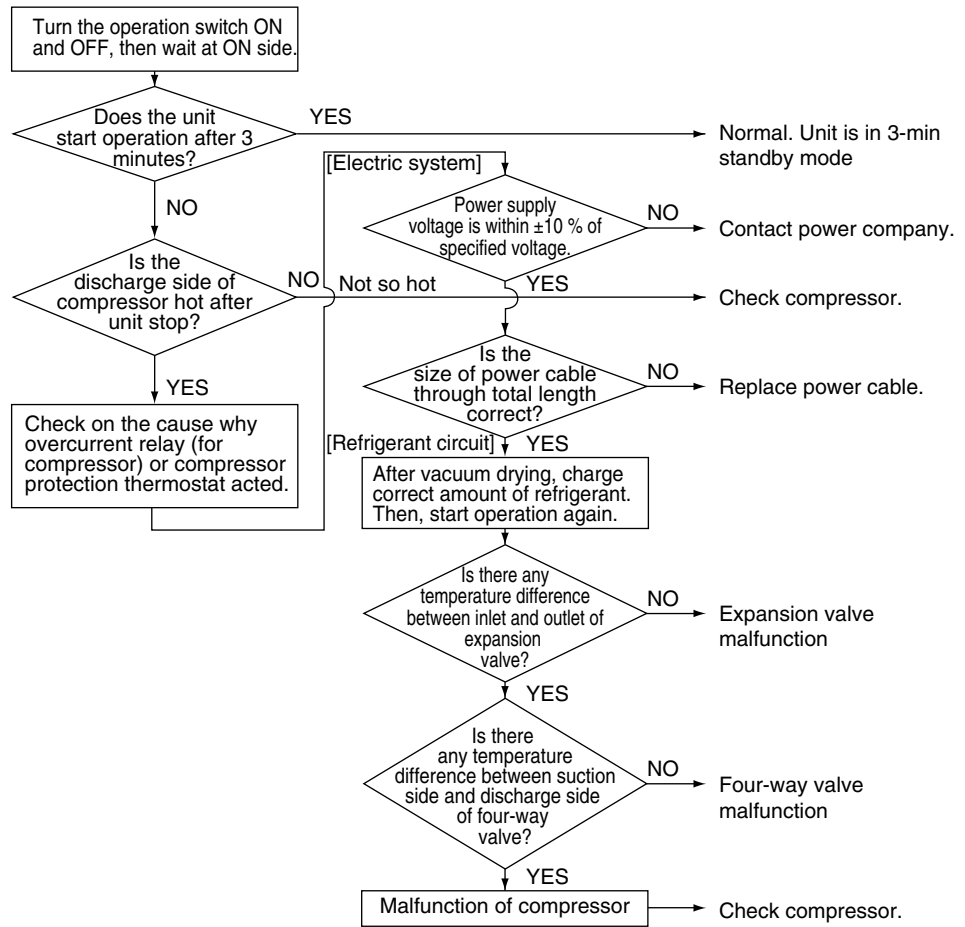 Turn the operation switch ON
and OFF, then wait at ON side.
Does the unit
start operation after 3
minutes?
YES
Normal. Unit is in 3-min
standby mode
NO
[Electric system]
Power supply
voltage is within ±10 % of
specified voltage.
NO
Contact power company.
YES
Is the
discharge side of
compressor hot after
unit stop?
NO
Not so hot
Check compressor.
YES
Check on the cause why
overcurrent relay (for
compressor) or compressor
protection thermostat acted.
Is the
size of power cable
through total length
correct?
NO
Replace power cable.
YES
[Refrigerant circuit]
After vacuum drying, charge
correct amount of refrigerant.
Then, start operation again.
Is there any
temperature difference
between inlet and outlet of
expansion
valve?
NO
Expansion valve
malfunction
YES
Is there
any temperature
difference between suction
side and discharge side
of four-way
valve?
NO
Four-way valve
malfunction
YES
Malfunction of compressor
Check compressor.